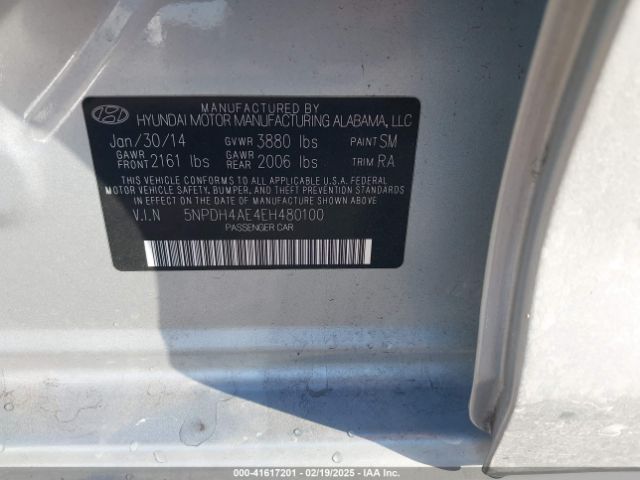 MANUFACTURED BY
HYUNDAI MOTOR MANUFACTURING ALABAMA, LLC
Jan/30/14 GVWR 3880 lbs PAINT SM
GAWR FRONT 2161 lbs GAWR REAR 2006 lbs TRIM RA
THIS VEHICLE CONFORMS TO ALL APPLICABLE U.S.A. FEDERAL
MOTOR VEHICLE SAFETY, BUMPER, AND THEFT PREVENTION STANDARDS
IN EFFECT ON THE DATE OF MANUFACTURE SHOWN ABOVE.
V.I.N 5NPDH4AE4EH480100
PASSENGER CAR
000-41617201 - 02/19/2025 - IAA Inc.